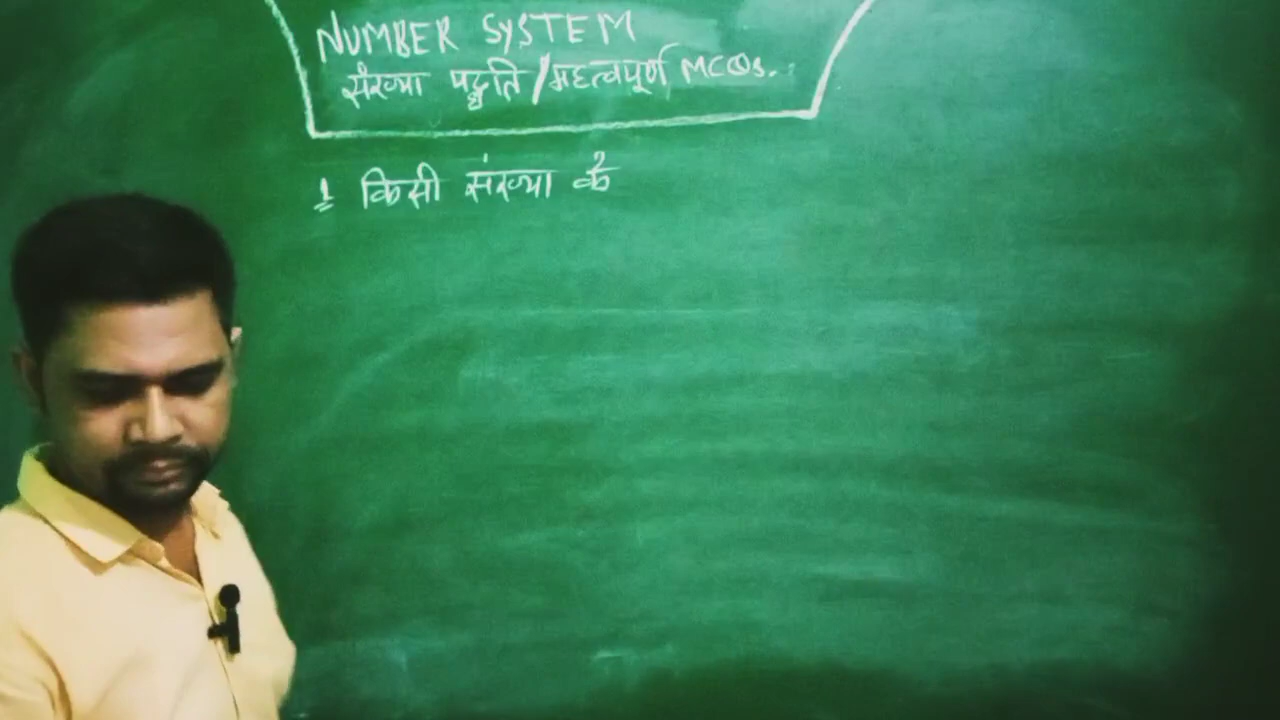 NUMBER SYSTEM
संख्या पद्धति/महत्वपूर्ण MCQs.
1 किसी संख्या के